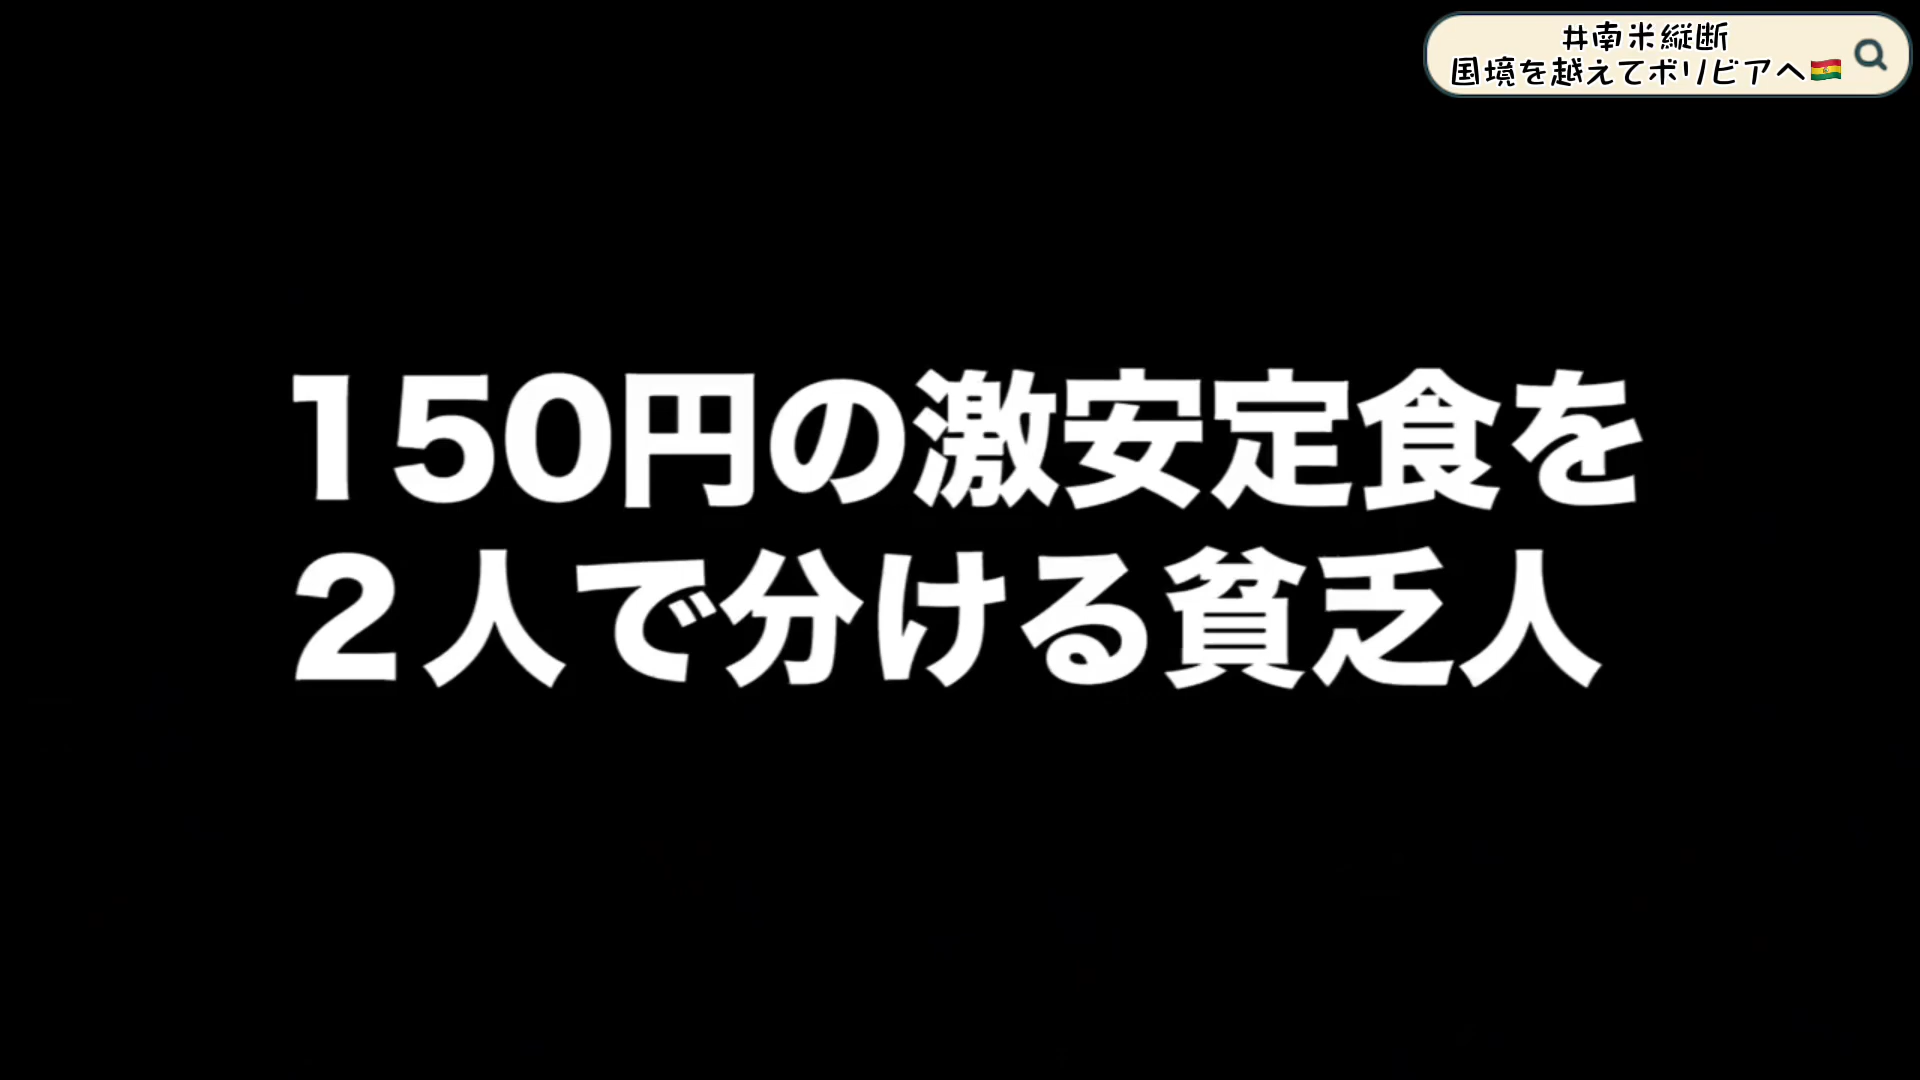 #南米縦断
国境を越えてボリビアへ🇧🇴
150円の激安定食を
2人で分ける貧乏人